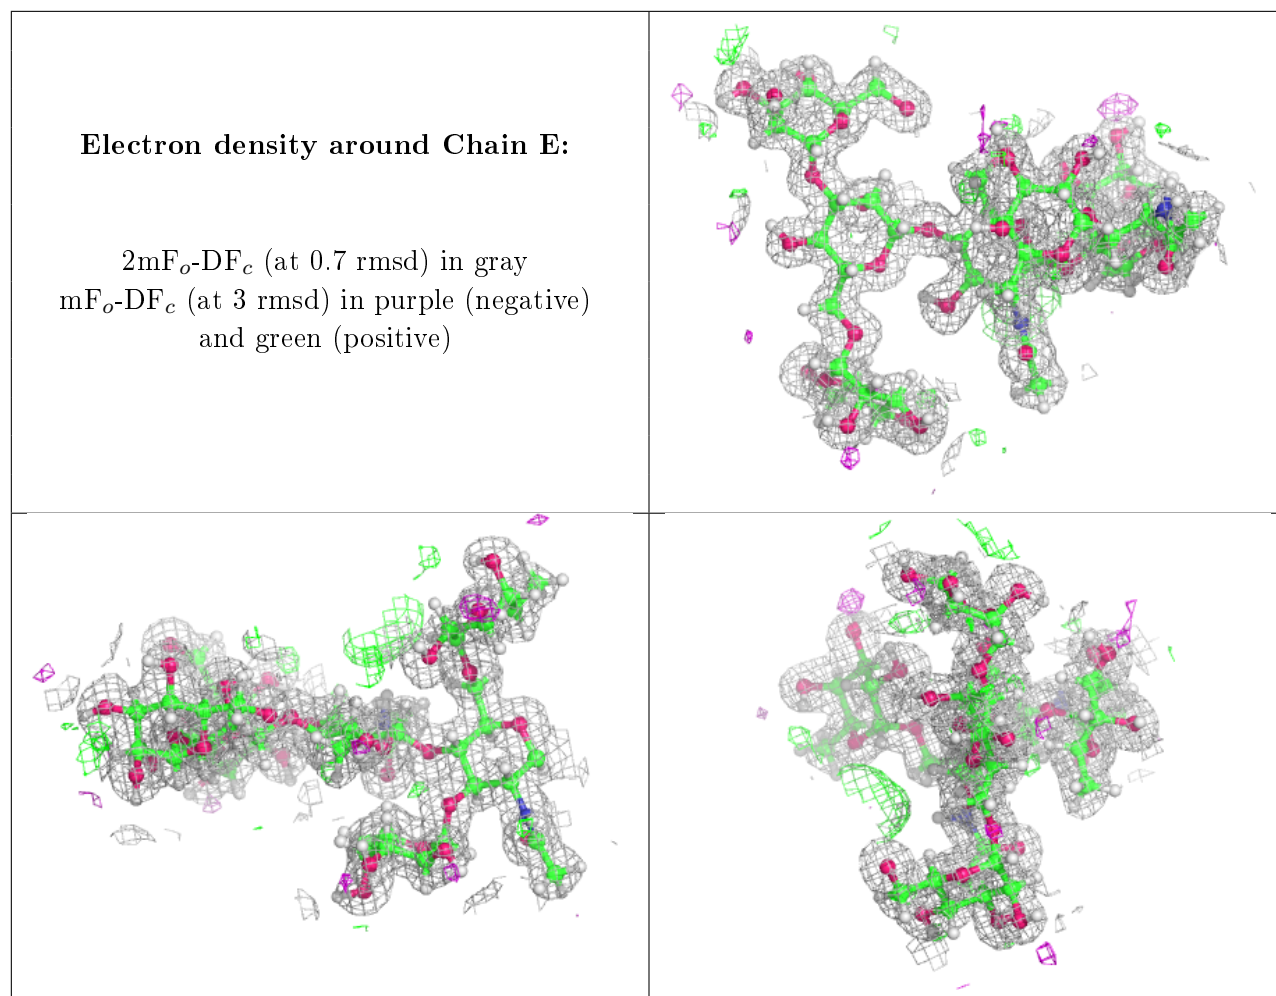 Electron density around Chain E:
2mFo-DFc (at 0.7 rmsd) in gray
mFo-DFc (at 3 rmsd) in purple (negative)
and green (positive)